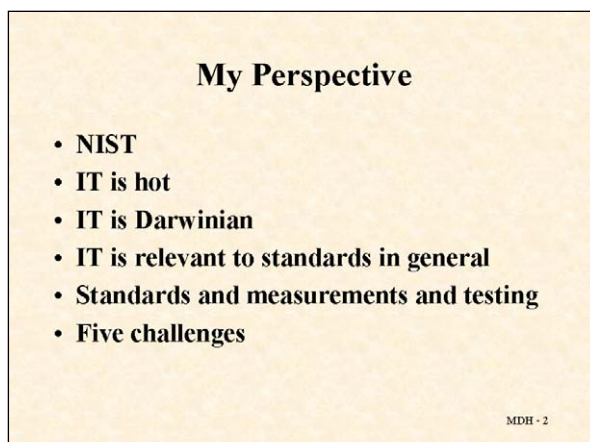 My Perspective
• NIST
• IT is hot
• IT is Darwinian
• IT is relevant to standards in general
• Standards and measurements and testing
• Five challenges
MDH - 2